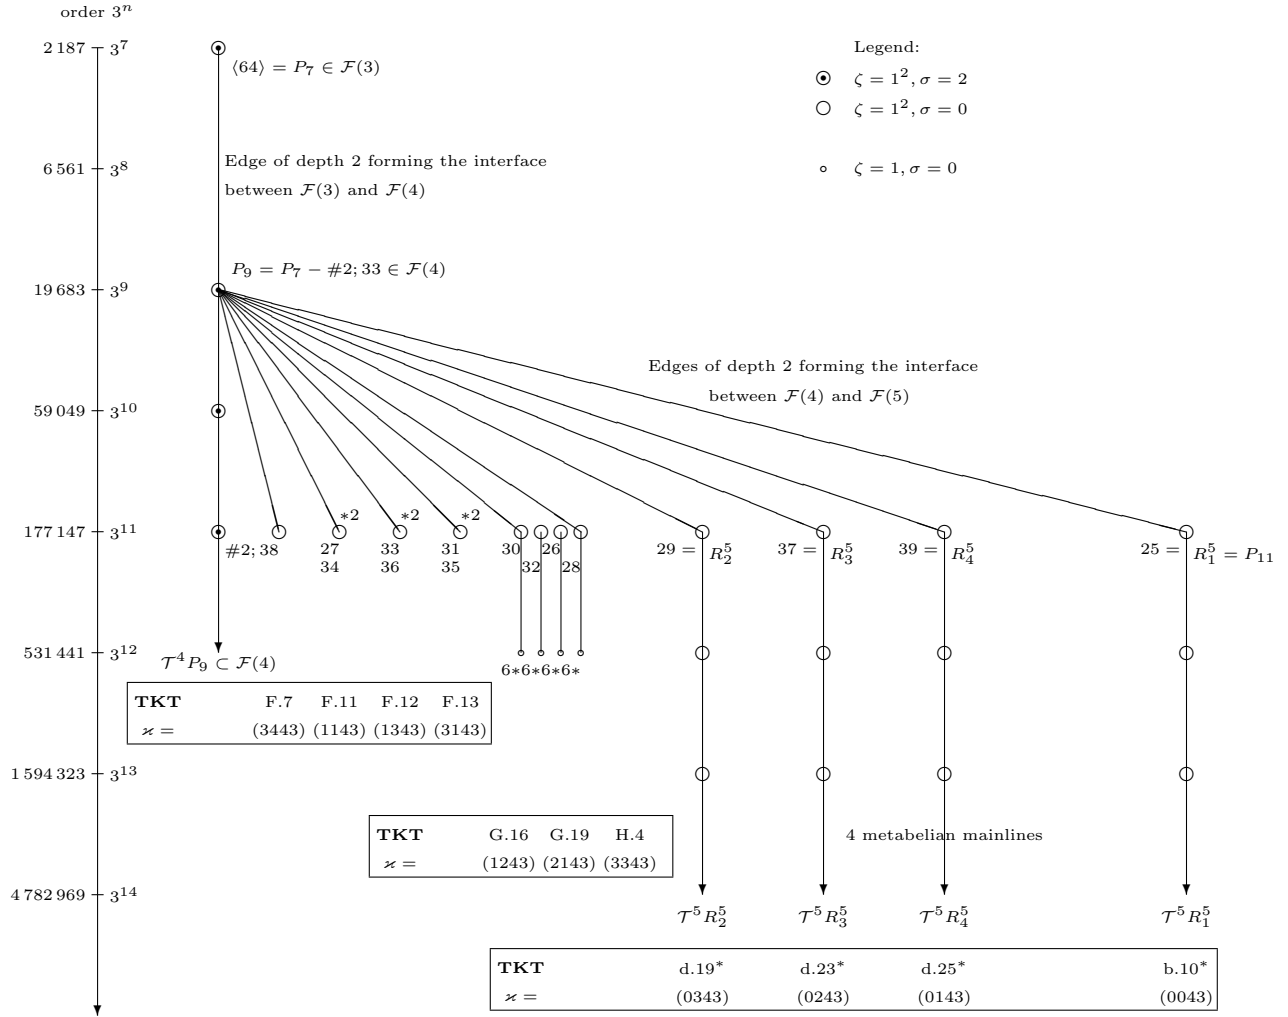 order 3^n
2 187 3^7
⟨64⟩ = P_7 ∈ F(3)
Legend:
ζ = 1^2, σ = 2
ζ = 1^2, σ = 0
ζ = 1, σ = 0
6 561 3^8
Edge of depth 2 forming the interface
between F(3) and F(4)
P_9 = P_7 − #2; 33 ∈ F(4)
19 683 3^9
Edges of depth 2 forming the interface
between F(4) and F(5)
59 049 3^10
∗2 ∗2 ∗2
177 147 3^11
#2; 38 27 33 31 30 26 29 = R_2^5 37 = R_3^5 39 = R_4^5 25 = R_1^5 = P_11
34 36 35 32 28
531 441 3^12
T^4 P_9 ⊂ F(4)
6∗6∗6∗6∗
TKT F.7 F.11 F.12 F.13
ϰ = (3443) (1143) (1343) (3143)
1 594 323 3^13
TKT G.16 G.19 H.4
ϰ = (1243) (2143) (3343)
4 metabelian mainlines
4 782 969 3^14
T^5 R_2^5 T^5 R_3^5 T^5 R_4^5 T^5 R_1^5
TKT d.19* d.23* d.25* b.10*
ϰ = (0343) (0243) (0143) (0043)